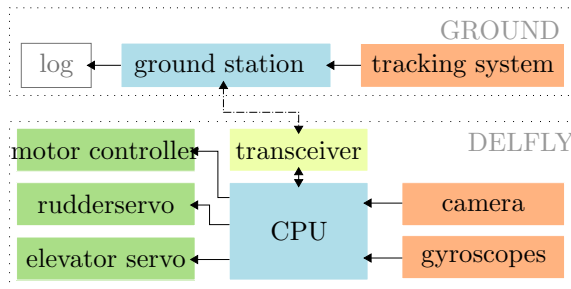 GROUND
log
ground station
tracking system
motor controller
transceiver
DELFLY
rudderservo
CPU
camera
elevator servo
gyroscopes